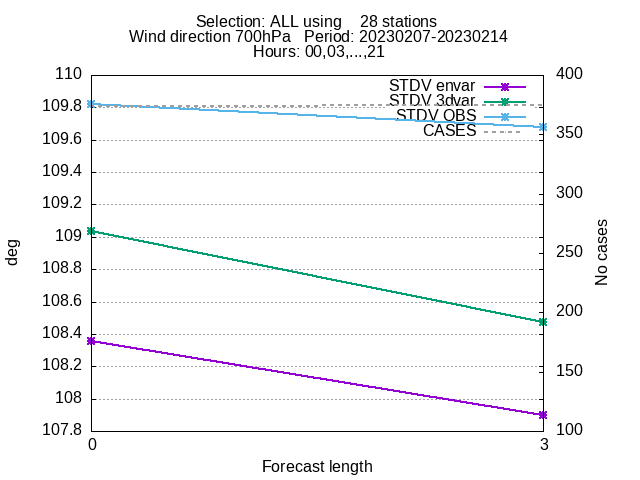 Selection: ALL using 28 stations
Wind direction 700hPa Period: 20230207-20230214
Hours: 00,03,...,21
STDV envar
STDV 3dvar
STDV OBS
CASES
110
109.8
109.6
109.4
109.2
109
108.8
108.6
108.4
108.2
108
107.8
deg
400
350
300
250
200
150
100
No cases
0
3
Forecast length